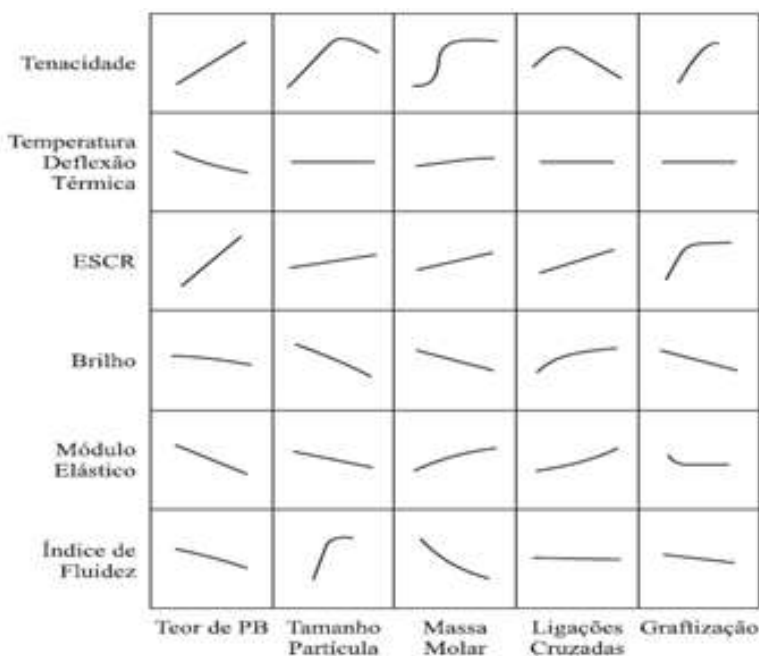 Tenacidade
Temperatura
Deflexão
Térmica
ESCR
Brilho
Módulo
Elástico
Índice de
Fluidez
Teor de PB
Tamanho
Partícula
Massa
Molar
Ligações
Cruzadas
Graftização